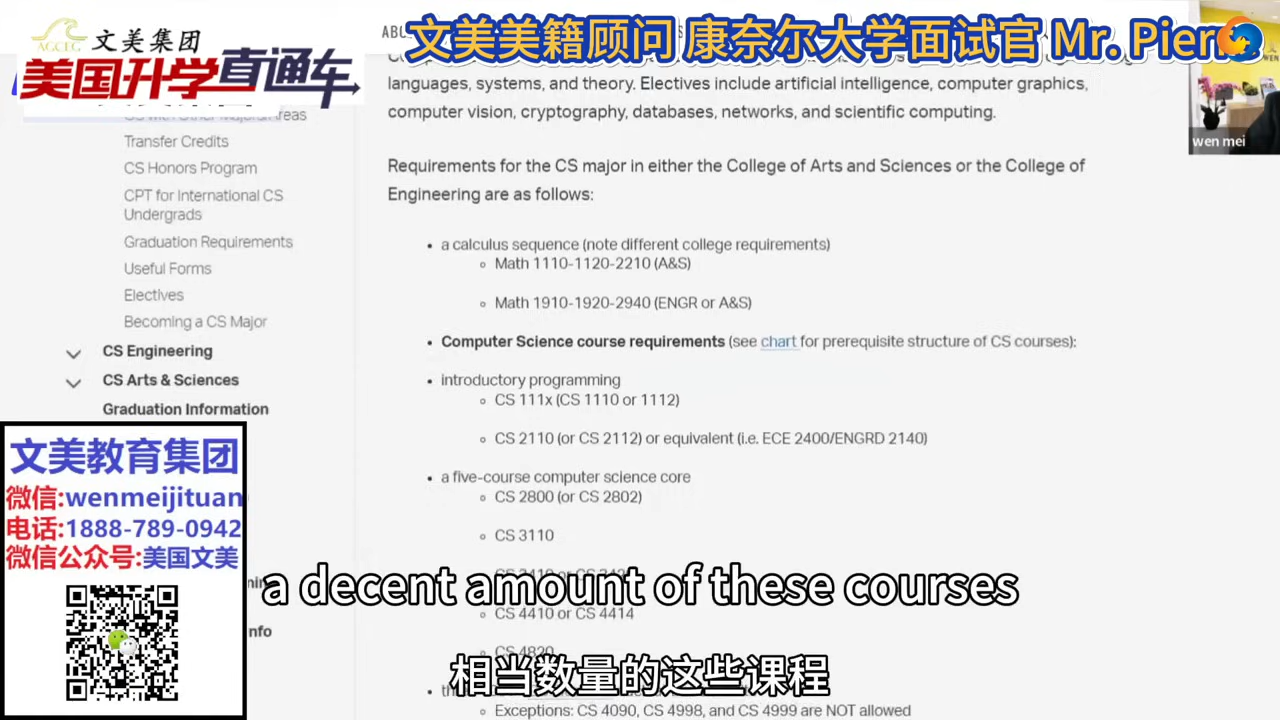 文美集团
AGCEG
美国升学直通车
文美美籍顾问 康奈尔大学面试官 Mr. Pier
wen mei
languages, systems, and theory. Electives include artificial intelligence, computer graphics,
computer vision, cryptography, databases, networks, and scientific computing.
Requirements for the CS major in either the College of Arts and Sciences or the College of
Engineering are as follows:
• a calculus sequence (note different college requirements)
Math 1110-1120-2210 (A&S)
Math 1910-1920-2940 (ENGR or A&S)
• Computer Science course requirements (see chart for prerequisite structure of CS courses):
• introductory programming
CS 111x (CS 1110 or 1112)
CS 2110 (or CS 2112) or equivalent (i.e. ECE 2400/ENGRD 2140)
• a five-course computer science core
CS 2800 (or CS 2802)
CS 3110
CS 4410 or CS 4414
CS 4820
Exceptions: CS 4090, CS 4998, and CS 4999 are NOT allowed
CS with Other Majors/Areas
Transfer Credits
CS Honors Program
CPT for International CS
Undergrads
Graduation Requirements
Useful Forms
Electives
Becoming a CS Major
CS Engineering
CS Arts & Sciences
Graduation Information
文美教育集团
微信:wenmeijituan
电话:1888-789-0942
微信公众号:美国文美
a decent amount of these courses
相当数量的这些课程